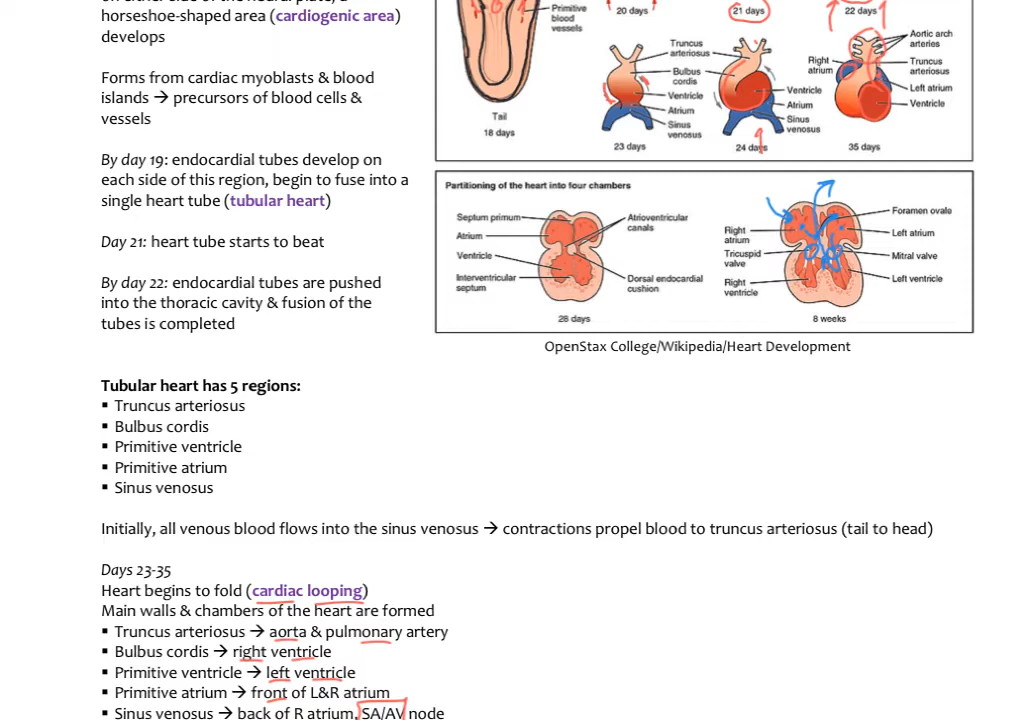 on either side of the neural plate, a
horseshoe-shaped area (cardiogenic area)
develops
Forms from cardiac myoblasts & blood
islands → precursors of blood cells &
vessels
By day 19: endocardial tubes develop on
each side of this region, begin to fuse into a
single heart tube (tubular heart)
Day 21: heart tube starts to beat
By day 22: endocardial tubes are pushed
into the thoracic cavity & fusion of the
tubes is completed
Primitive
blood
vessels
Tail
18 days
20 days
21 days
22 days
Truncus
arteriosus
Bulbus
cordis
Ventricle
Atrium
Sinus
venosus
23 days
Ventricle
Atrium
Sinus
venosus
24 days
Right
atrium
Aortic arch
arteries
Truncus
arteriosus
Left atrium
Ventricle
35 days
Partitioning of the heart into four chambers
Septum primum
Atrium
Ventricle
Interventricular
septum
Atrioventricular
canals
Dorsal endocardial
cushion
28 days
Right
atrium
Tricuspid
valve
Right
ventricle
Foramen ovale
Left atrium
Mitral valve
Left ventricle
8 weeks
OpenStax College/Wikipedia/Heart Development
Tubular heart has 5 regions:
▪ Truncus arteriosus
▪ Bulbus cordis
▪ Primitive ventricle
▪ Primitive atrium
▪ Sinus venosus
Initially, all venous blood flows into the sinus venosus → contractions propel blood to truncus arteriosus (tail to head)
Days 23-35
Heart begins to fold (cardiac looping)
Main walls & chambers of the heart are formed
▪ Truncus arteriosus → aorta & pulmonary artery
▪ Bulbus cordis → right ventricle
▪ Primitive ventricle → left ventricle
▪ Primitive atrium → front of L&R atrium
▪ Sinus venosus → back of R atrium, SA/AV node